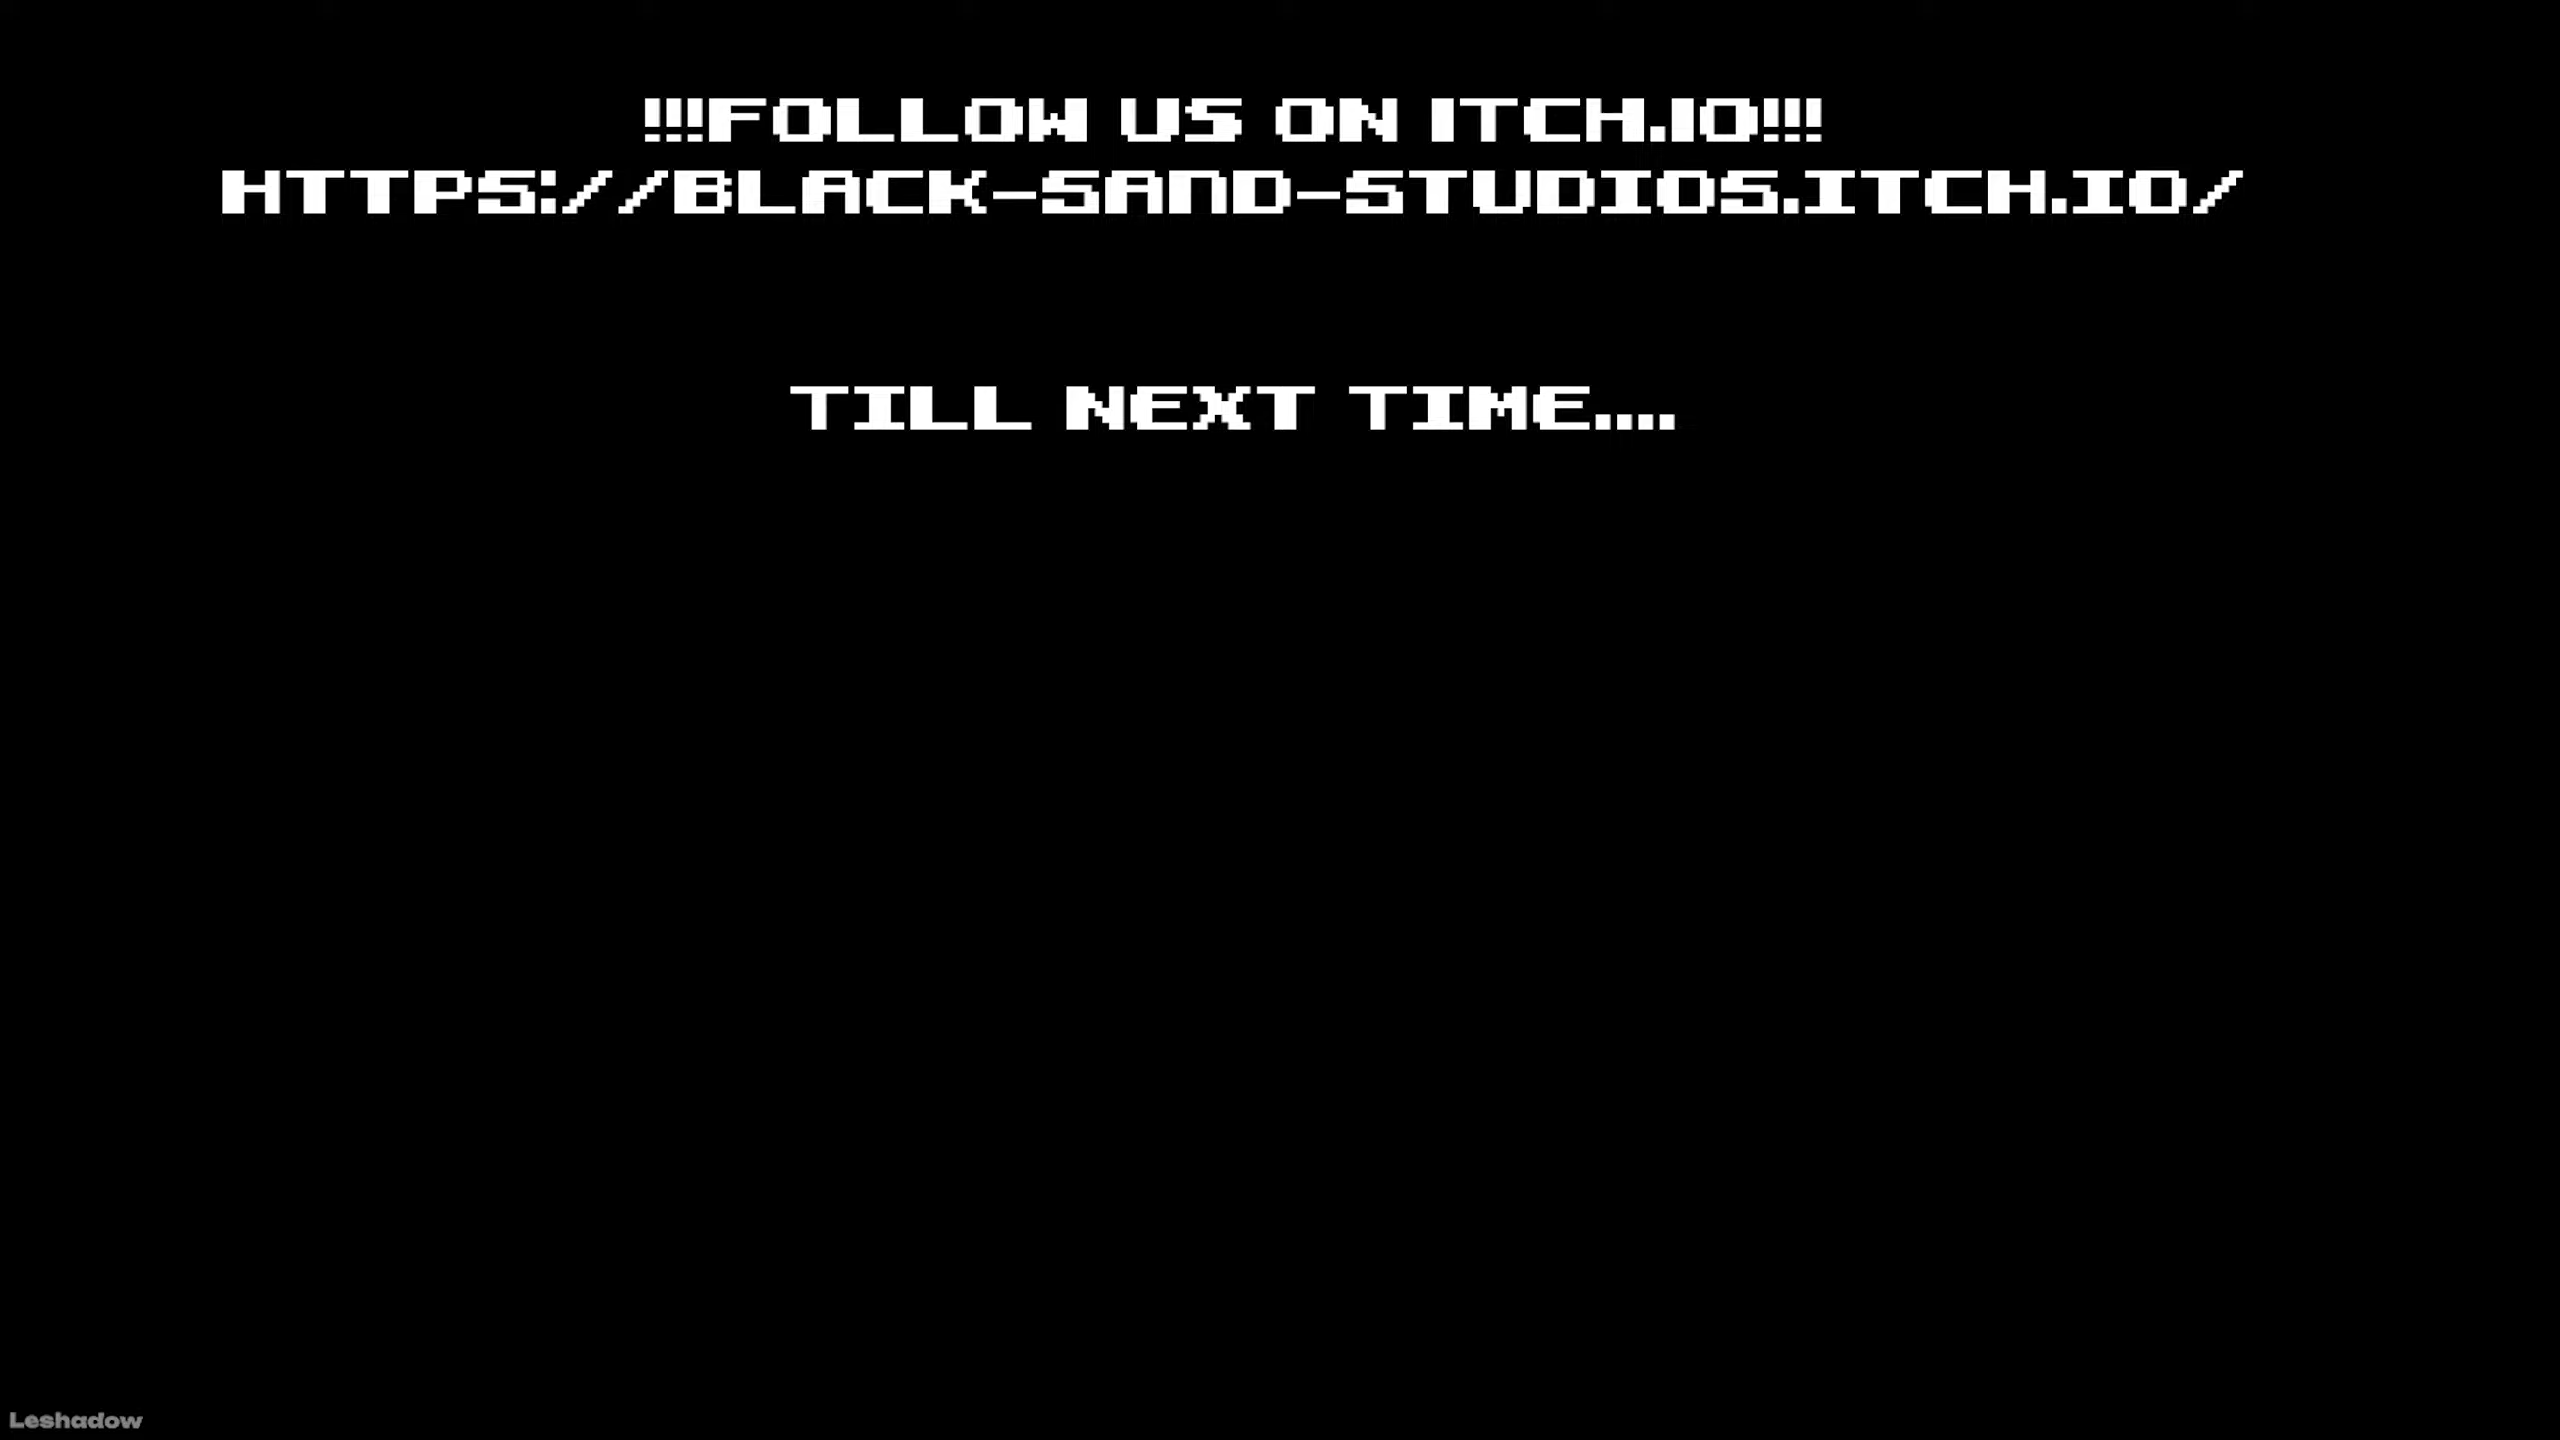 !!!FOLLOW US ON ITCH.IO!!!
HTTPS://BLACK-SAND-STUDIOS.ITCH.IO/
TILL NEXT TIME....
Leshadow